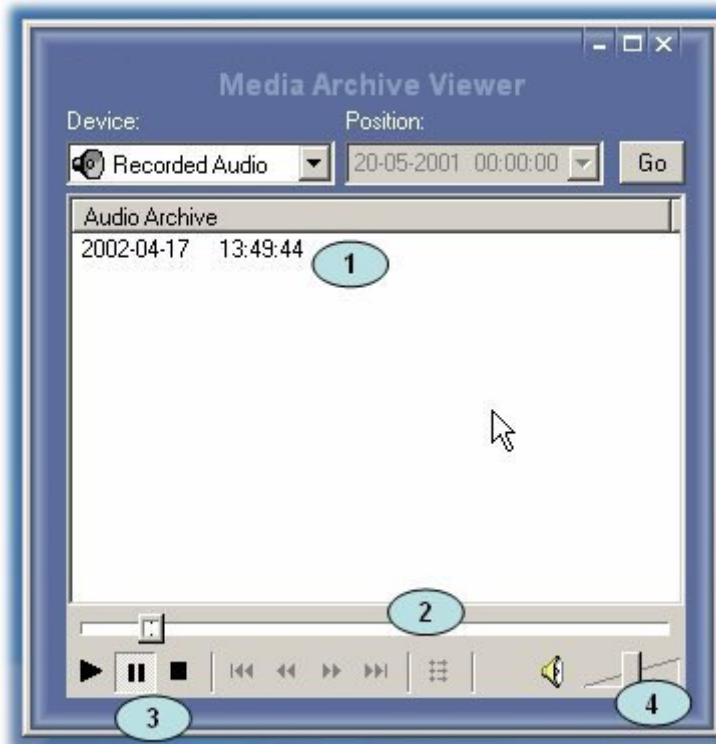 Media Archive Viewer
Device: Position:
Recorded Audio 20-05-2001 00:00:00 Go
Audio Archive
2002-04-17 13:49:44
1
2
3
4